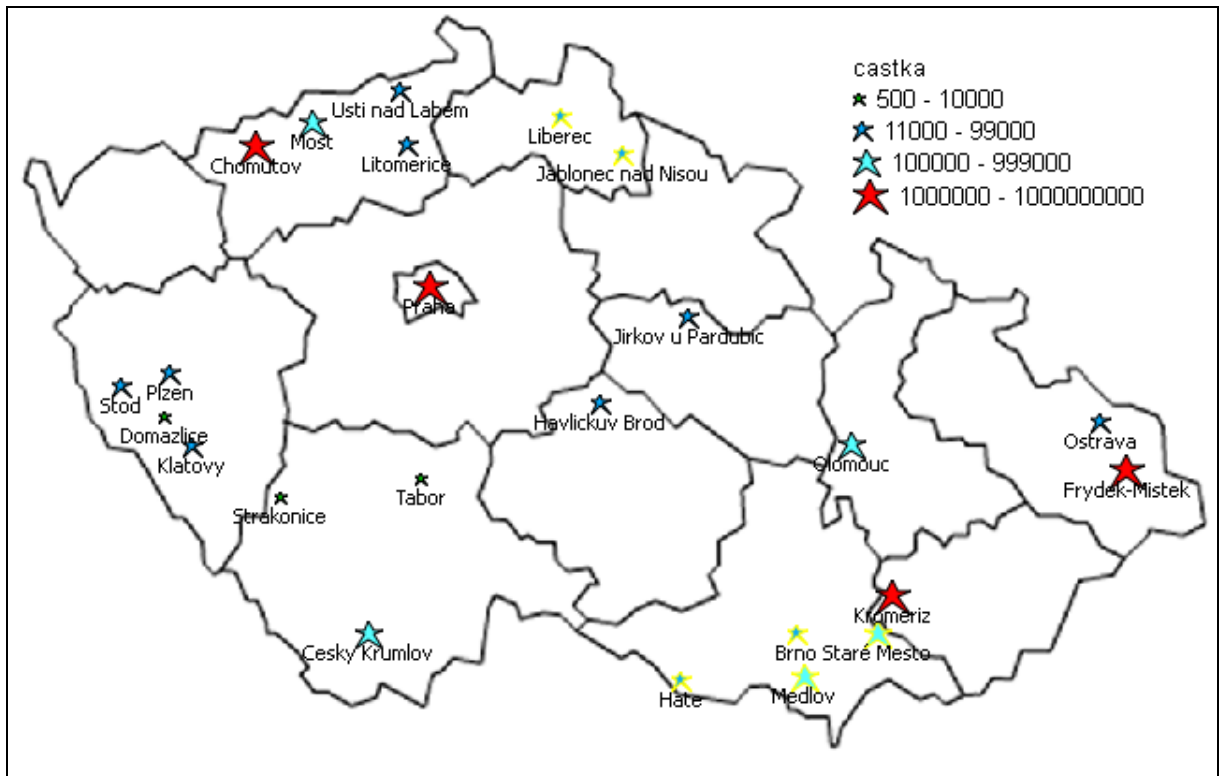 castka
500 - 10000
11000 - 99000
100000 - 999000
1000000 - 1000000000
Usti nad Labem
Most
Chomutov
Litomerice
Liberec
Jablonec nad Nisou
Praha
Jirkov u Pardubic
Stod
Plzen
Domazlice
Klatovy
Havlickuv Brod
Olomouc
Ostrava
Frydek-Mistek
Strakonice
Tabor
Kromeriz
Cesky Krumlov
Brno
Stare Mesto
Hate
Medlov